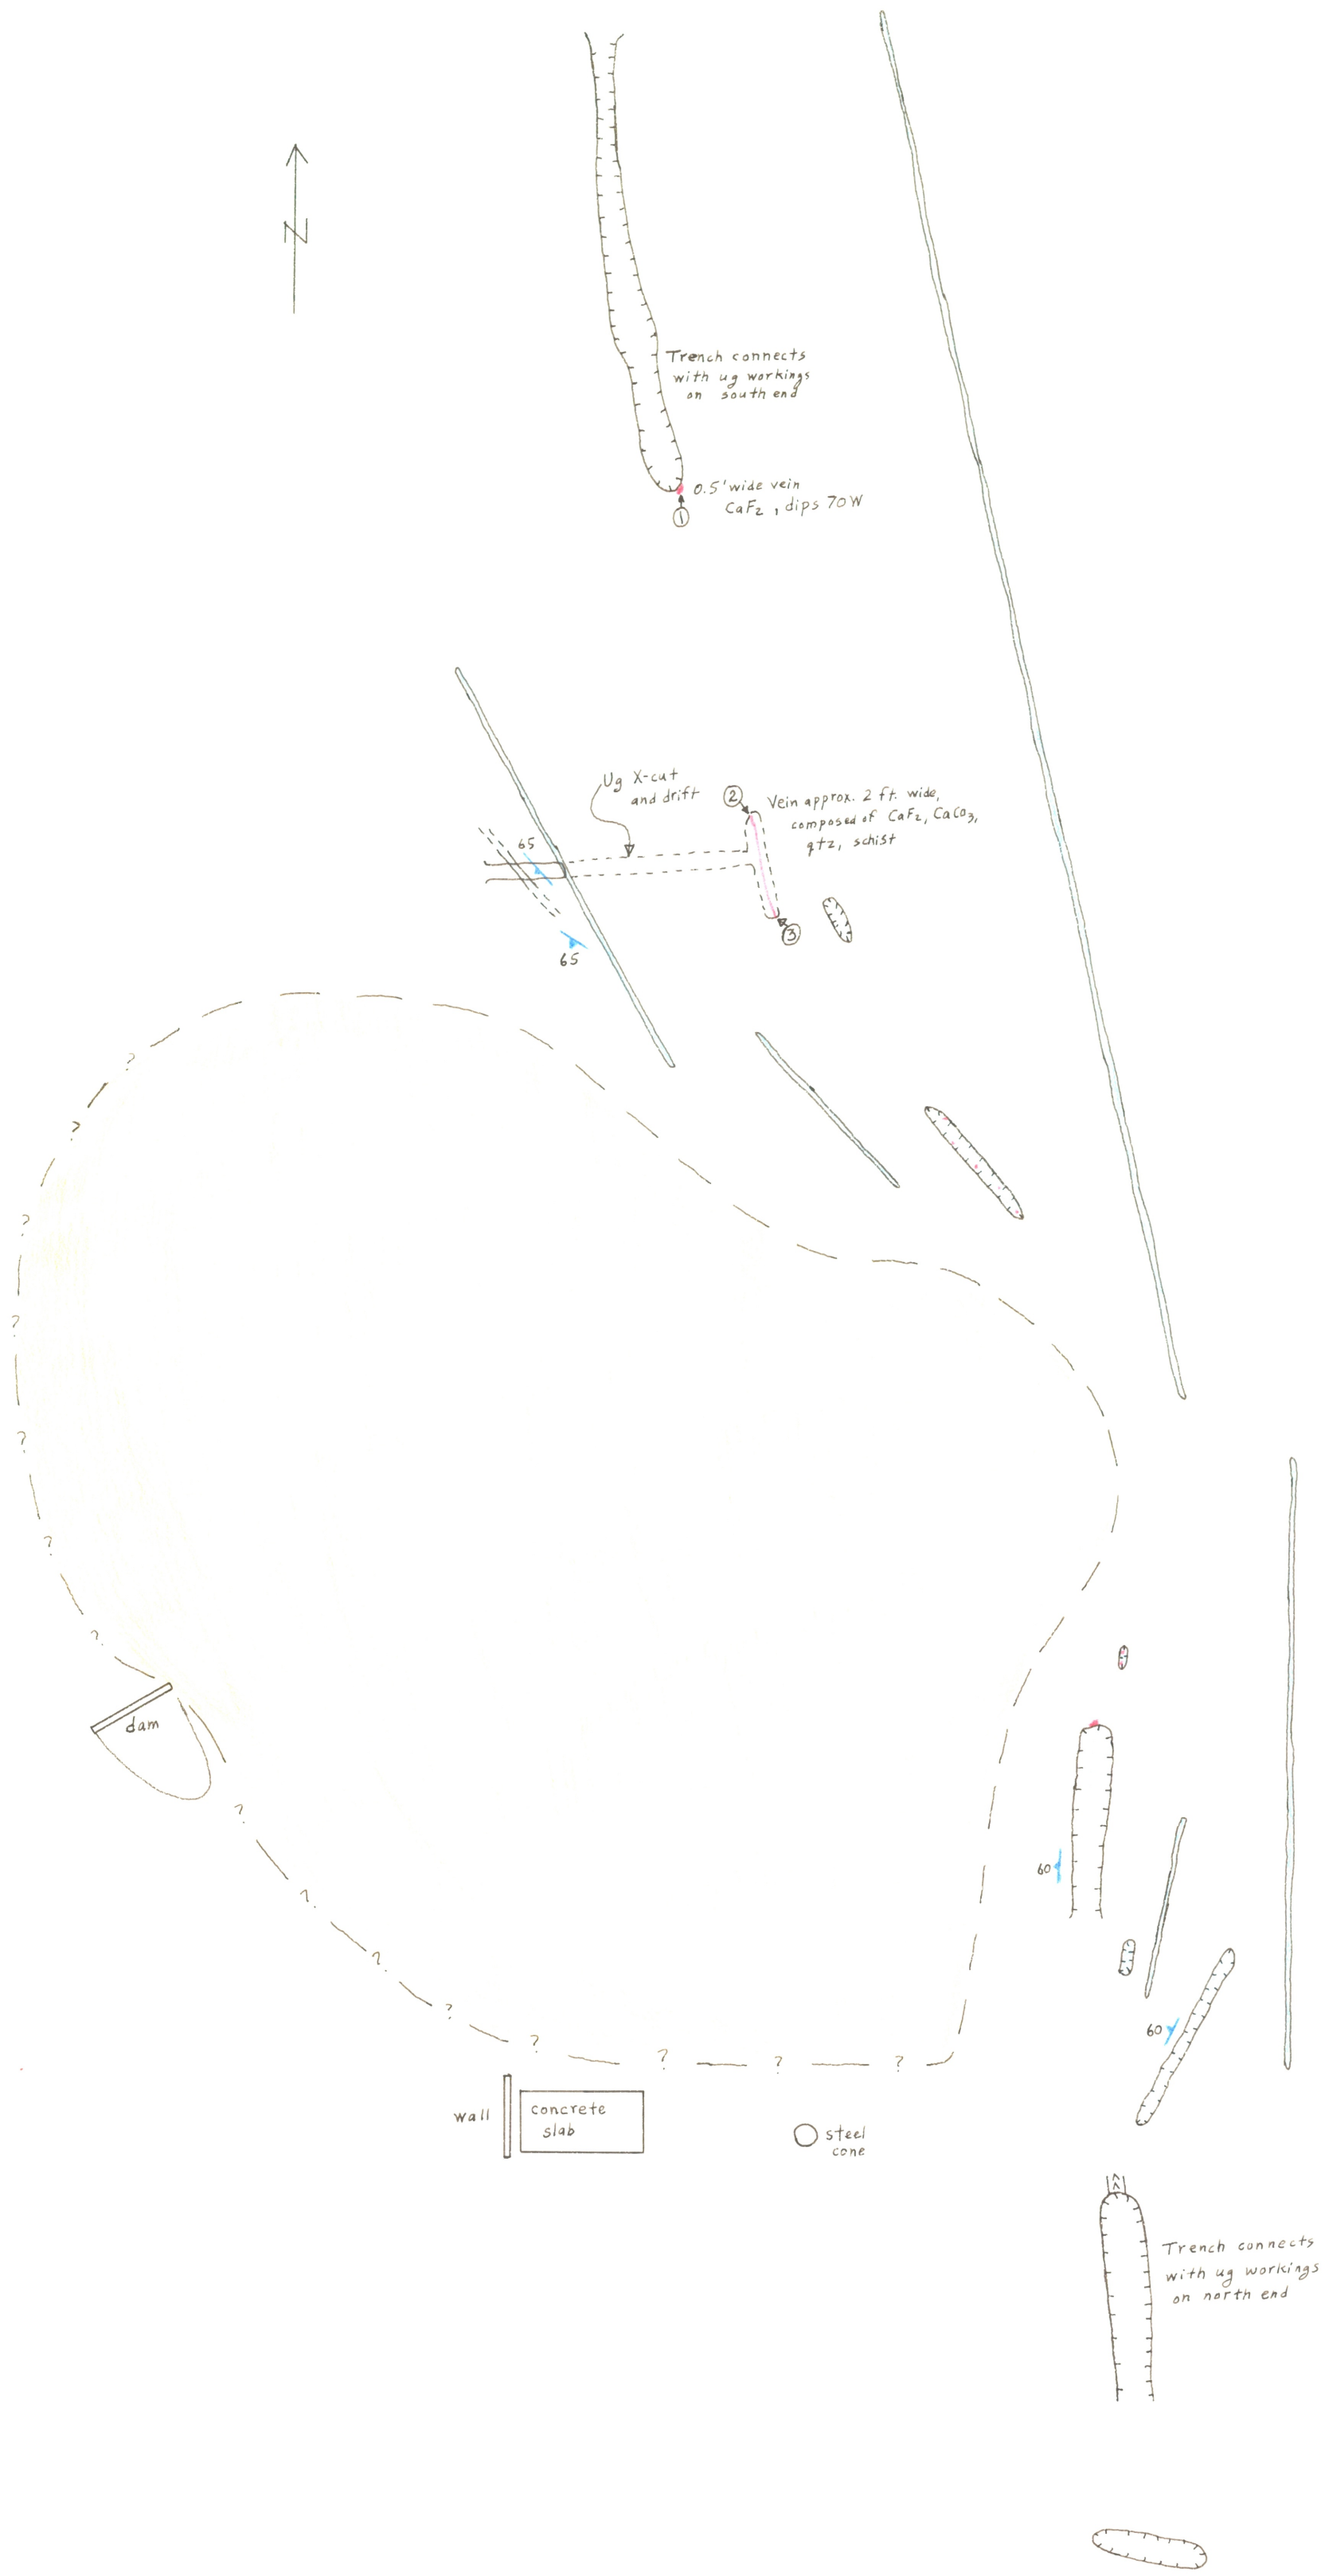 N
Trench connects
with ug workings
on south end
0.5' wide vein
CaF2, dips 70W
1
Ug X-cut
and drift
2
Vein approx. 2 ft. wide,
composed of CaF2, CaCO3,
qtz, schist
65
3
65
?
?
?
?
?
?
?
dam
?
?
60
?
?
60
?
?
?
?
wall
concrete
slab
steel
cone
Trench connects
with ug workings
on north end